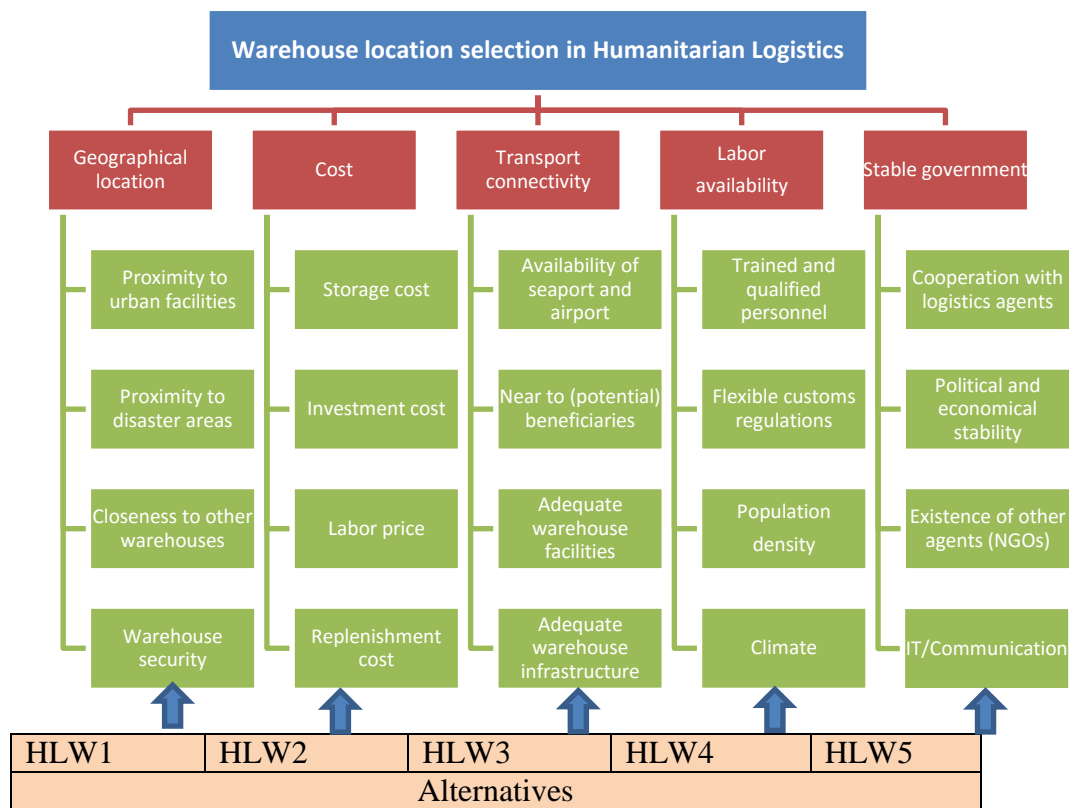 Warehouse location selection in Humanitarian Logistics
Geographical
location
Cost
Transport
connectivity
Labor
availability
Stable government
Proximity to
urban facilities
Storage cost
Availability of
seaport and
airport
Trained and
qualified
personnel
Cooperation with
logistics agents
Proximity to
disaster areas
Investment cost
Near to (potential)
beneficiaries
Flexible customs
regulations
Political and
economical
stability
Closeness to other
warehouses
Labor price
Adequate
warehouse
facilities
Population
density
Existence of other
agents (NGOs)
Warehouse
security
Replenishment
cost
Adequate
warehouse
infrastructure
Climate
IT/Communication
HLW1 HLW2 HLW3 HLW4 HLW5
Alternatives